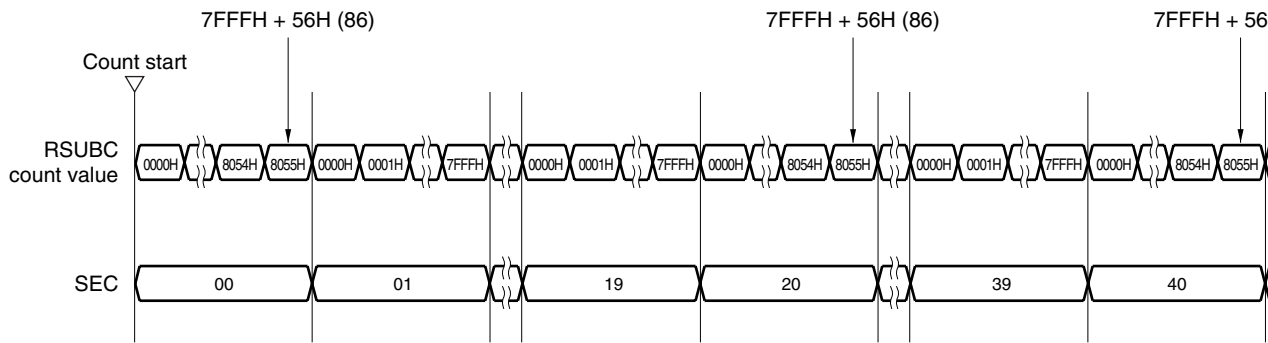 7FFFH + 56H (86) 7FFFH + 56H (86) 7FFFH + 56
Count start
RSUBC
count value
0000H 8054H 8055H 0000H 0001H 7FFFH 0000H 0001H 7FFFH 0000H 8054H 8055H 0000H 0001H 7FFFH 0000H 8054H 8055H
SEC 00 01 19 20 39 40